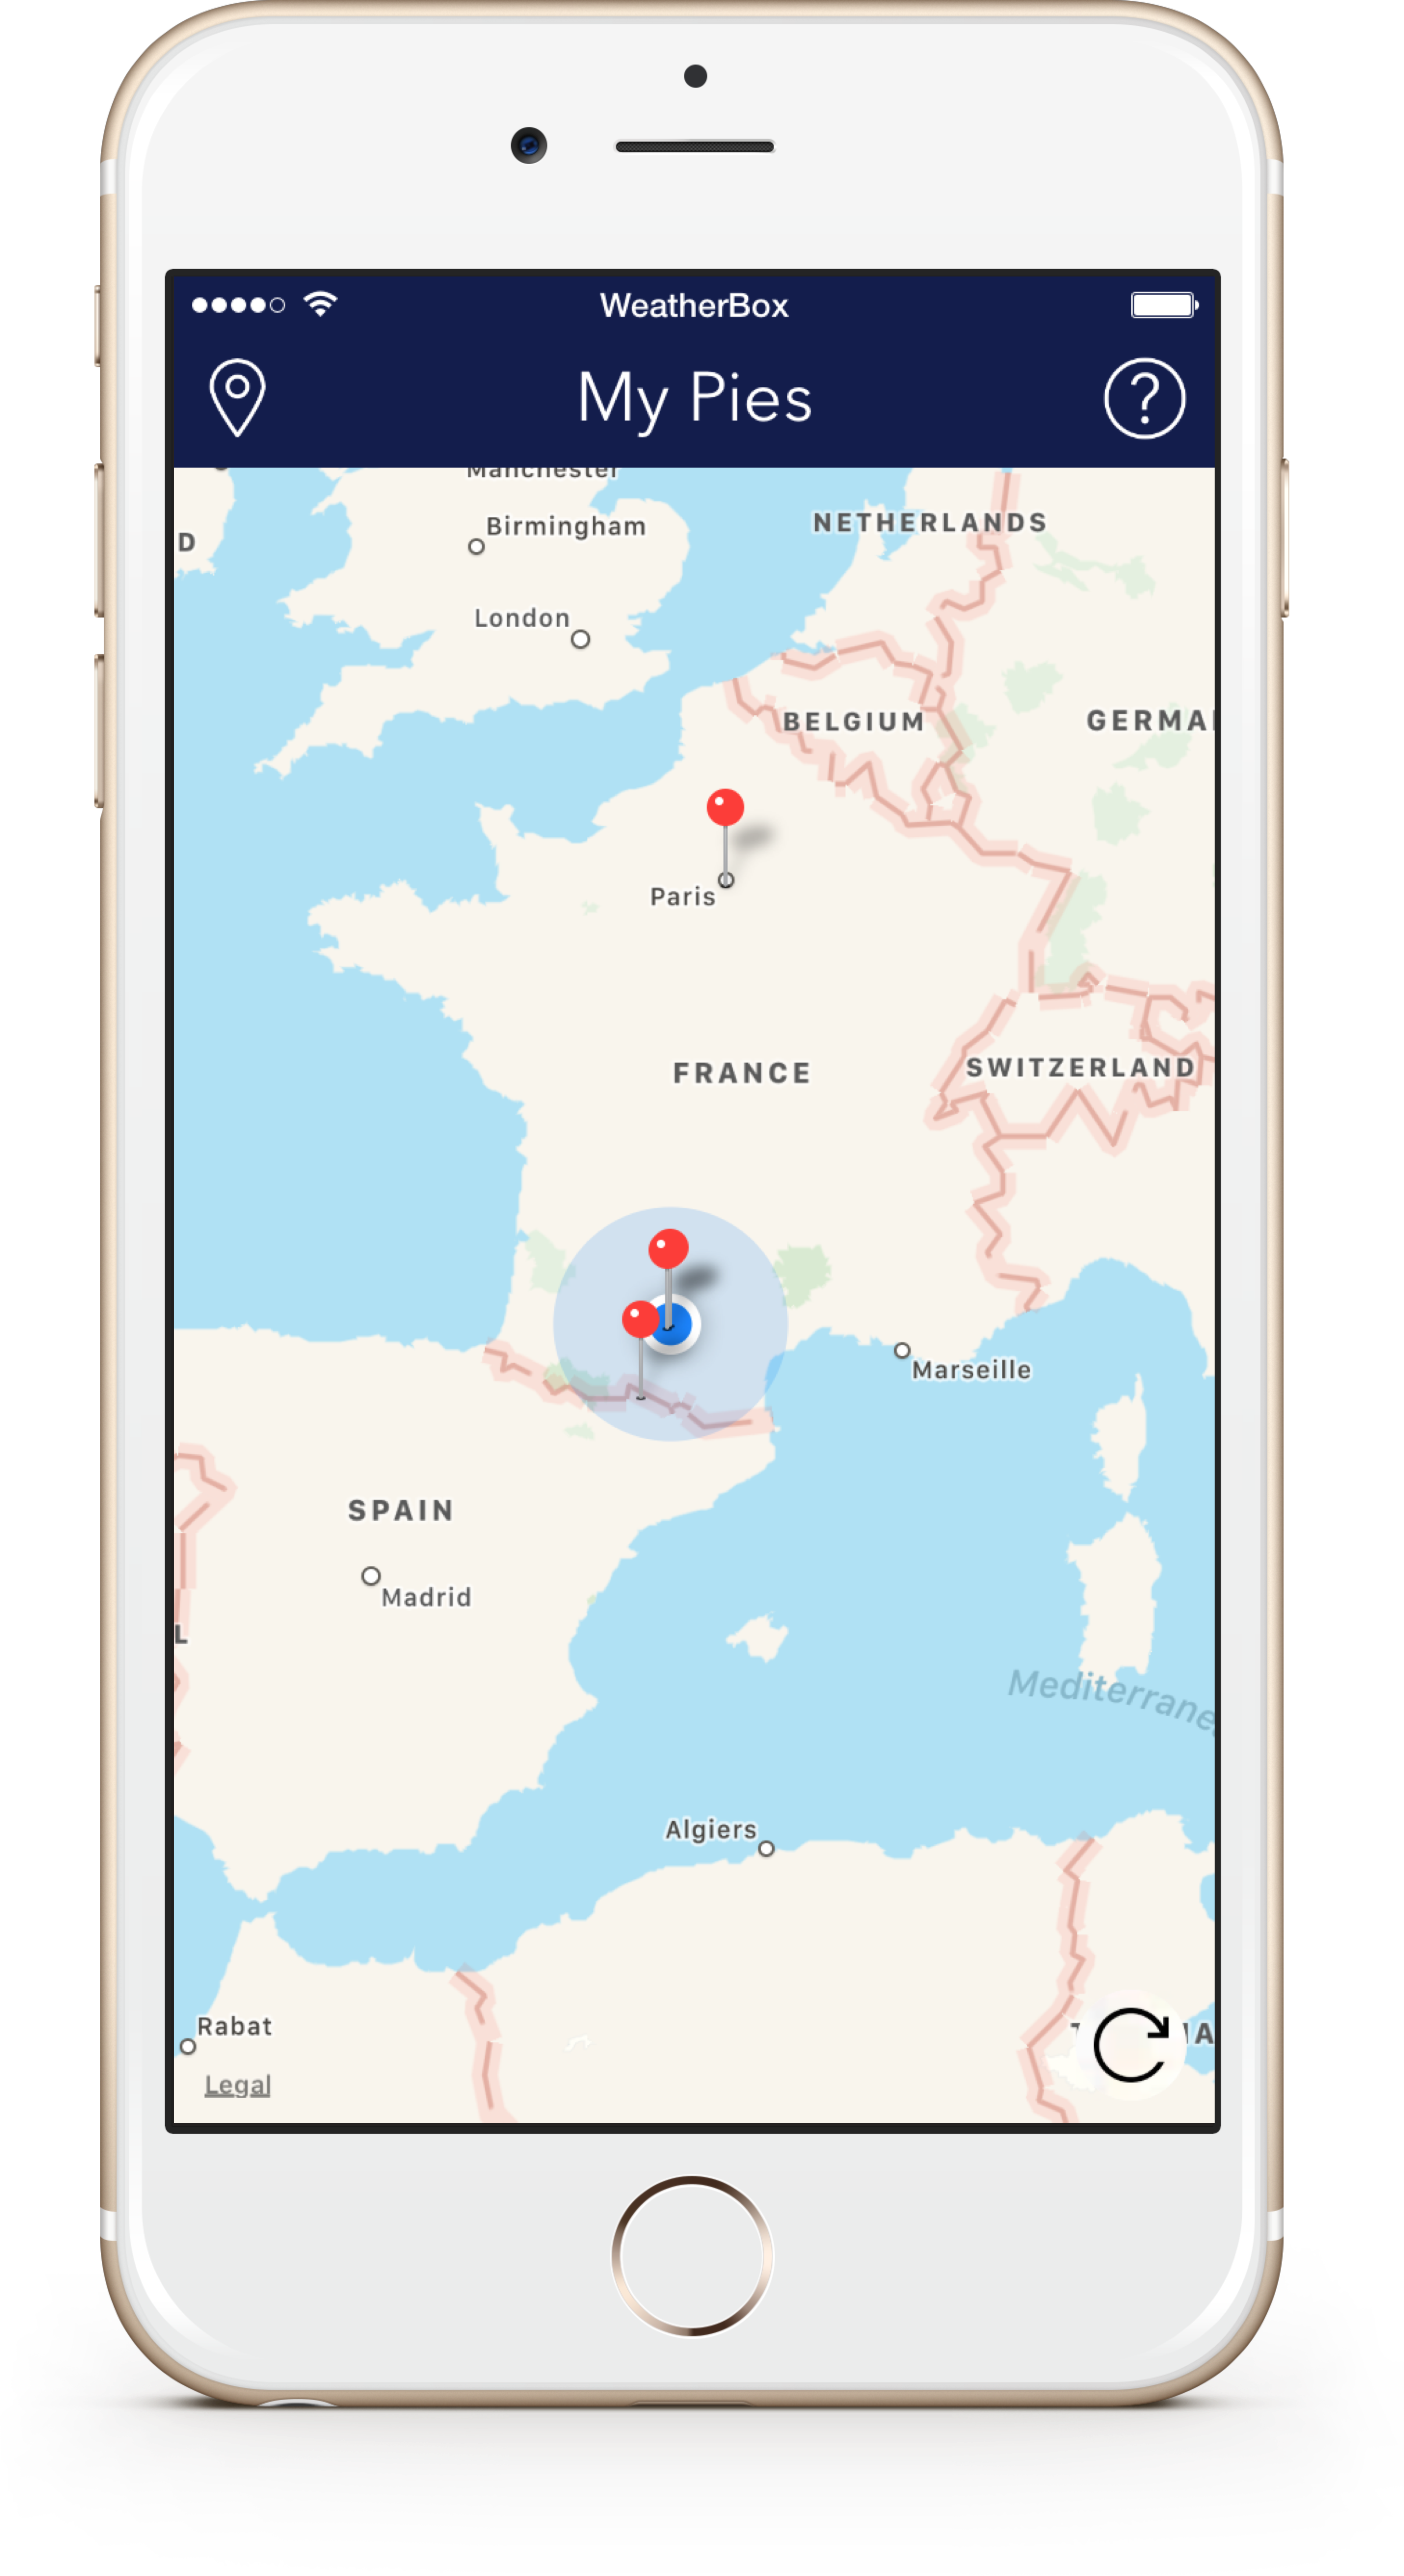 WeatherBox
My Pies
?
Manchester
Birmingham
NETHERLANDS
D
London
BELGIUM
GERMA
Paris
FRANCE
SWITZERLAND
Marseille
SPAIN
Madrid
L
Mediterrane
Algiers
Rabat
IA
Legal